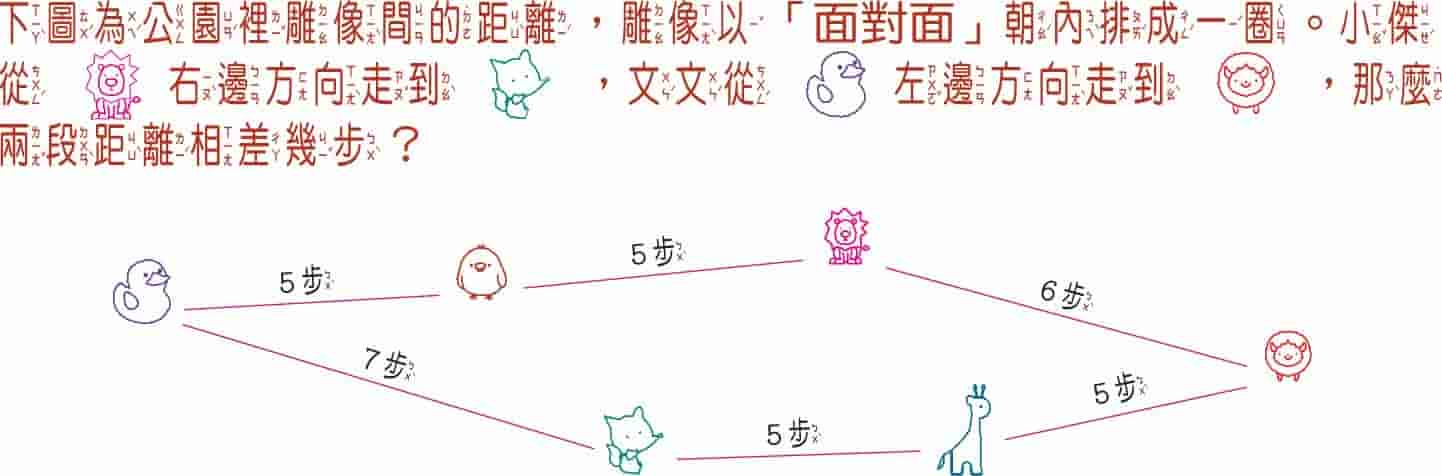 下圖為公園裡雕像間的距離，雕像以「面對面」朝內排成一圈。小傑
從 右邊方向走到 ，文文從 左邊方向走到 ，那麼
兩段距離相差幾步？
5步
5步
6步
7步
5步
5步